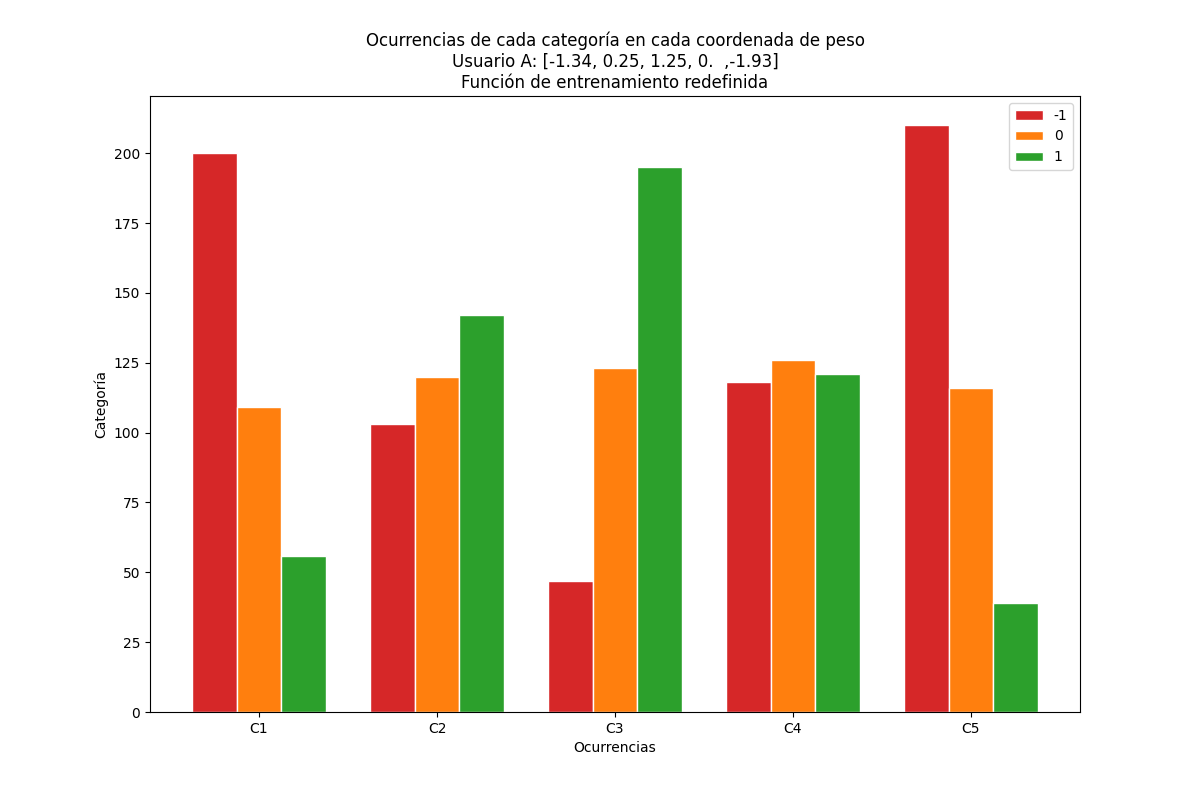 Ocurrencias de cada categoría en cada coordenada de peso
Usuario A: [-1.34, 0.25, 1.25, 0.  ,-1.93]
Función de entrenamiento redefinida
-1
0
1
200
175
150
125
100
75
50
25
0
Categoría
C1 C2 C3 C4 C5
Ocurrencias